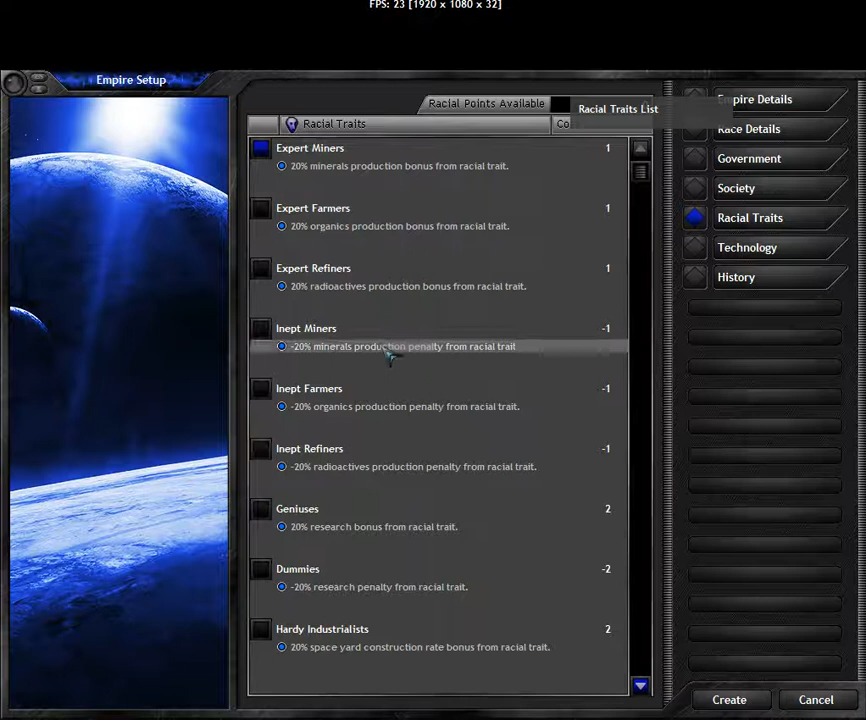 FPS: 23 [1920 x 1080 x 32]
Empire Setup
Racial Points Available
Racial Traits List
Racial Traits
Co
Expert Miners 1
20% minerals production bonus from racial trait.
Expert Farmers 1
20% organics production bonus from racial trait.
Expert Refiners 1
20% radioactives production bonus from racial trait.
Inept Miners -1
-20% minerals production penalty from racial trait
Inept Farmers -1
-20% organics production penalty from racial trait.
Inept Refiners -1
-20% radioactives production penalty from racial trait.
Geniuses 2
20% research bonus from racial trait.
Dummies -2
-20% research penalty from racial trait.
Hardy Industrialists 2
20% space yard construction rate bonus from racial trait.
Empire Details
Race Details
Government
Society
Racial Traits
Technology
History
Create
Cancel